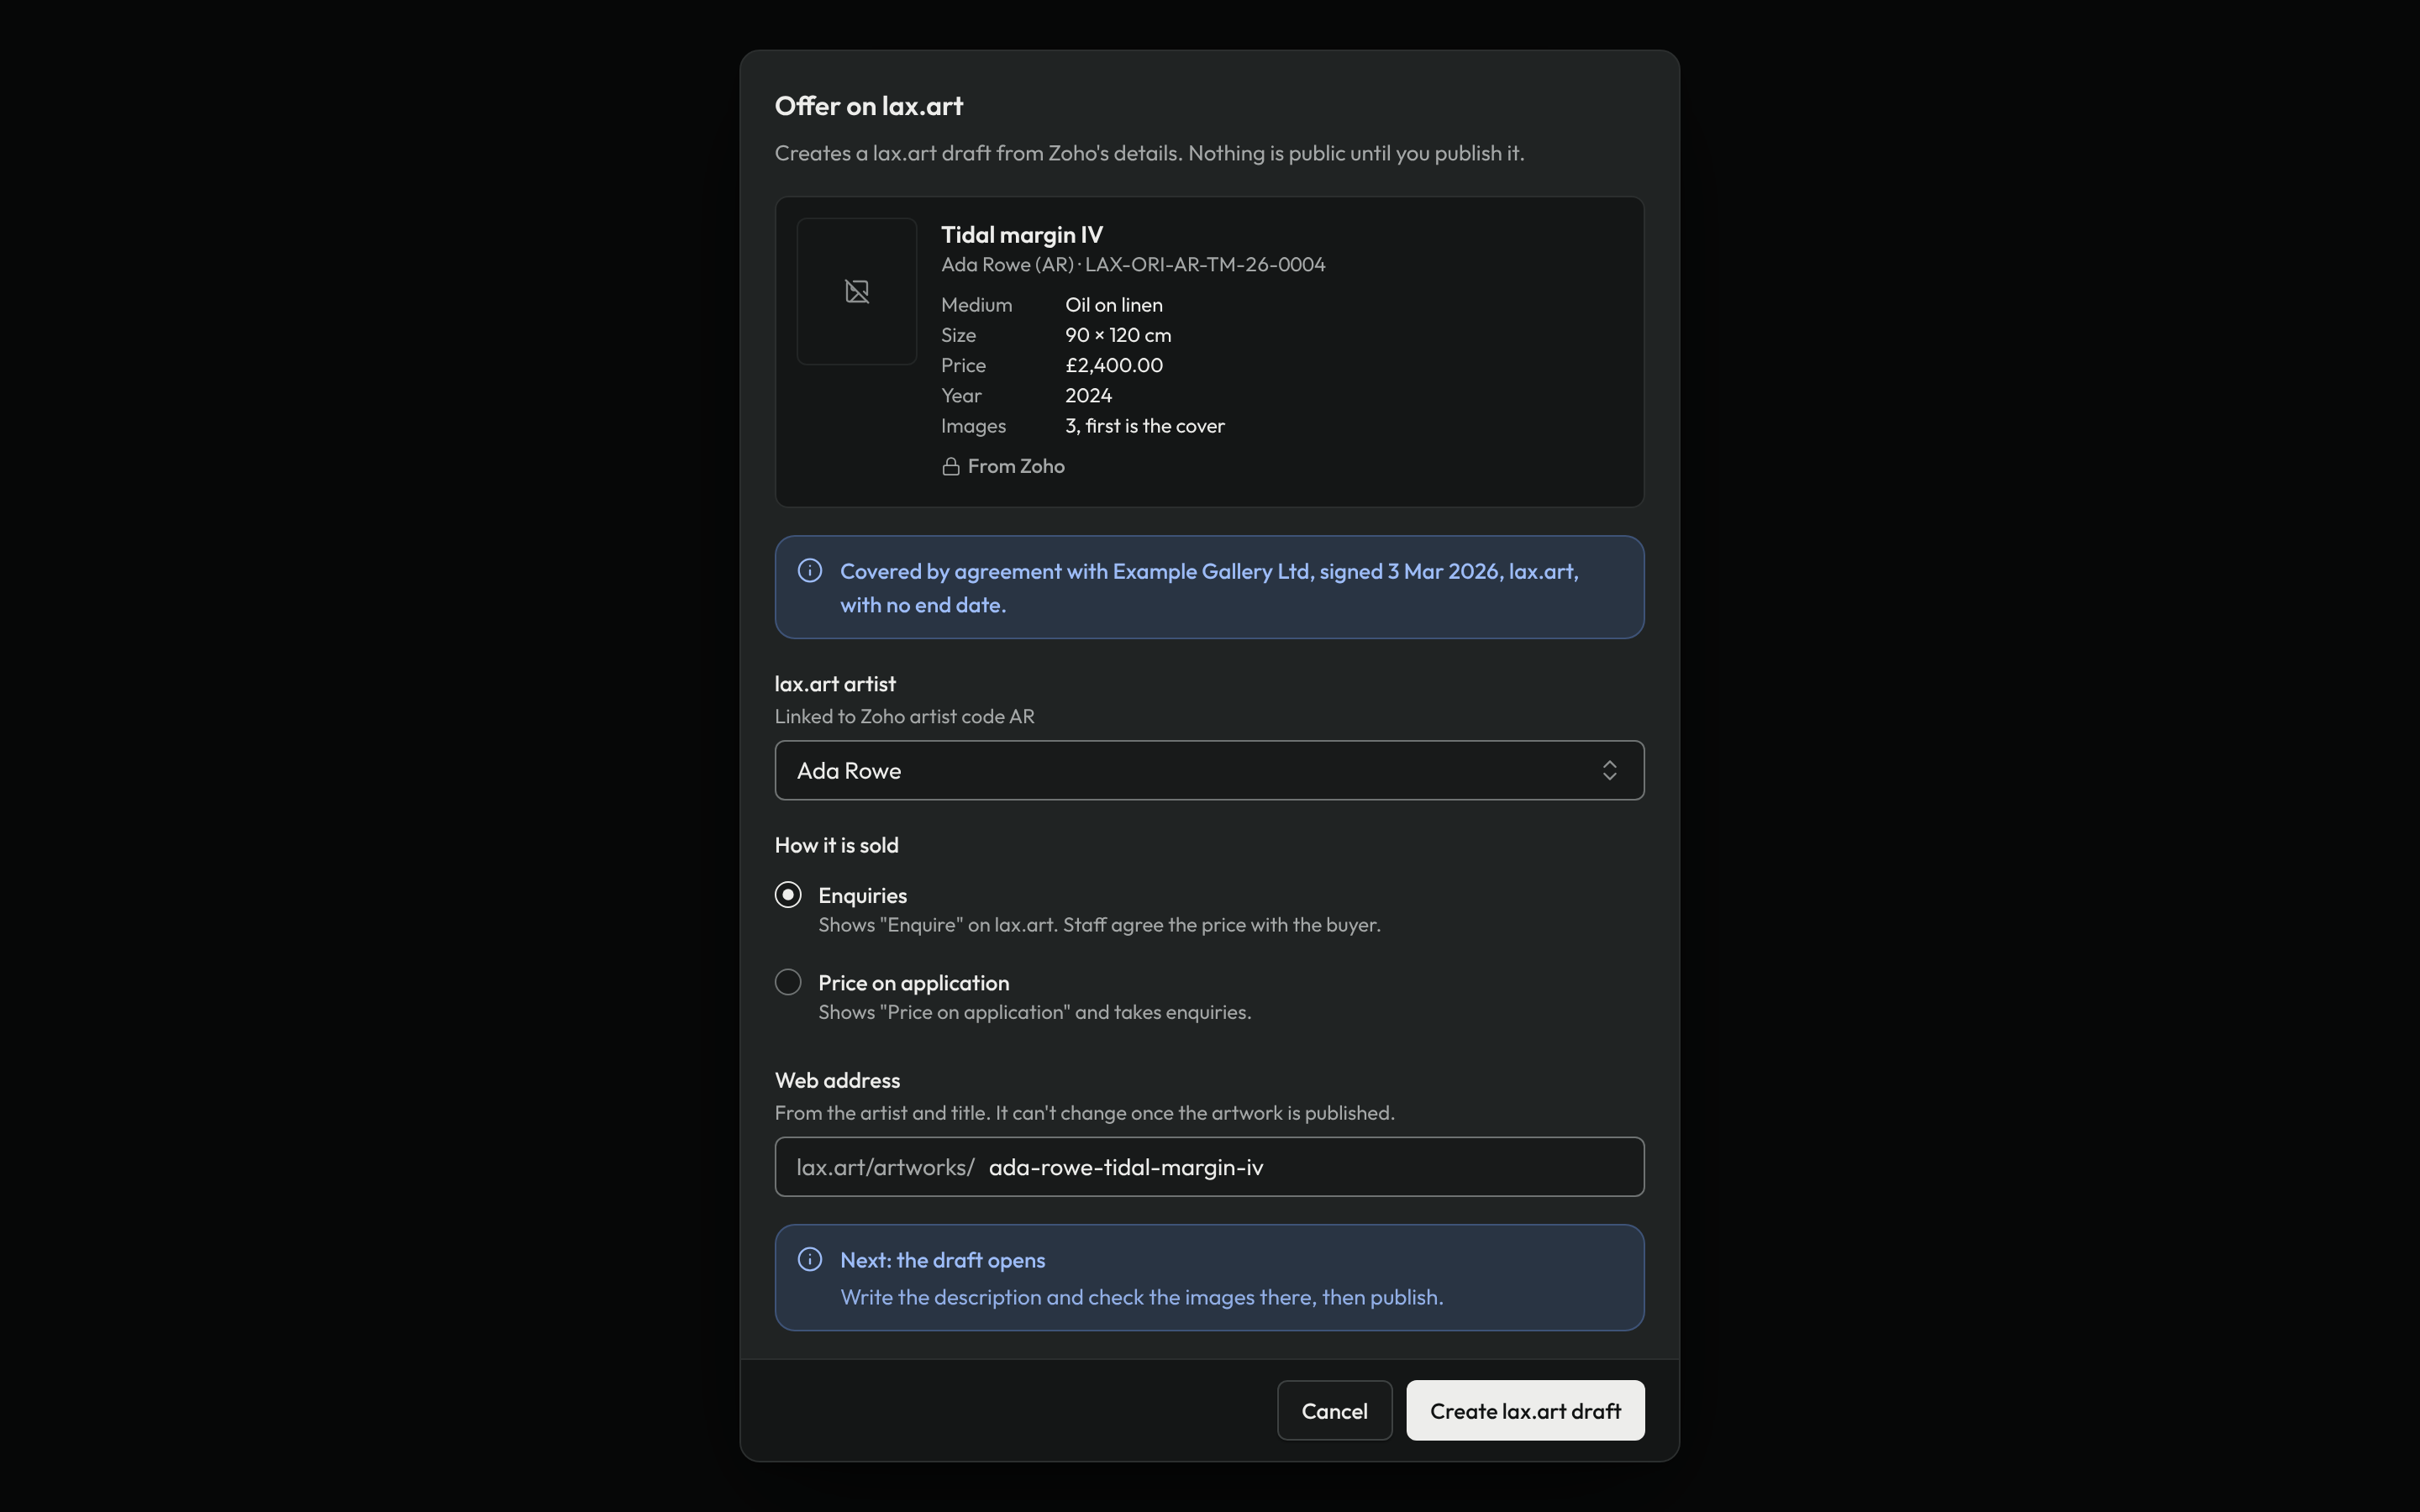 Offer on lax.art
Creates a lax.art draft from Zoho's details. Nothing is public until you publish it.
Tidal margin IV
Ada Rowe (AR) · LAX-ORI-AR-TM-26-0004
Medium Oil on linen
Size 90 × 120 cm
Price £2,400.00
Year 2024
Images 3, first is the cover
From Zoho
Covered by agreement with Example Gallery Ltd, signed 3 Mar 2026, lax.art,
with no end date.
lax.art artist
Linked to Zoho artist code AR
Ada Rowe
How it is sold
Enquiries
Shows "Enquire" on lax.art. Staff agree the price with the buyer.
Price on application
Shows "Price on application" and takes enquiries.
Web address
From the artist and title. It can't change once the artwork is published.
lax.art/artworks/ ada-rowe-tidal-margin-iv
Next: the draft opens
Write the description and check the images there, then publish.
Cancel Create lax.art draft